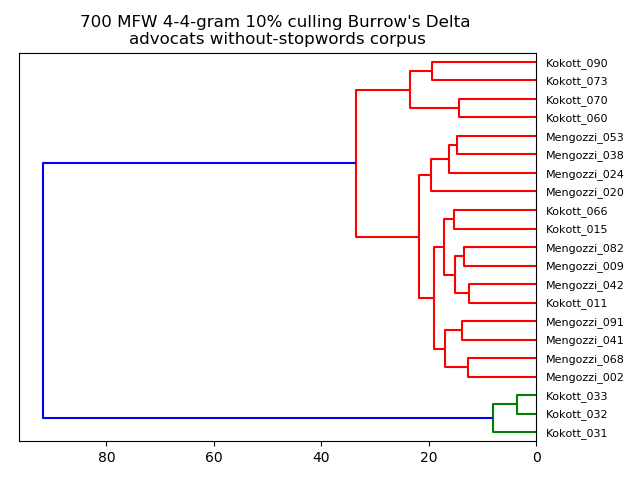 700 MFW 4-4-gram 10% culling Burrow's Delta
advocats without-stopwords corpus
Kokott_090
Kokott_073
Kokott_070
Kokott_060
Mengozzi_053
Mengozzi_038
Mengozzi_024
Mengozzi_020
Kokott_066
Kokott_015
Mengozzi_082
Mengozzi_009
Mengozzi_042
Kokott_011
Mengozzi_091
Mengozzi_041
Mengozzi_068
Mengozzi_002
Kokott_033
Kokott_032
Kokott_031
80 60 40 20 0